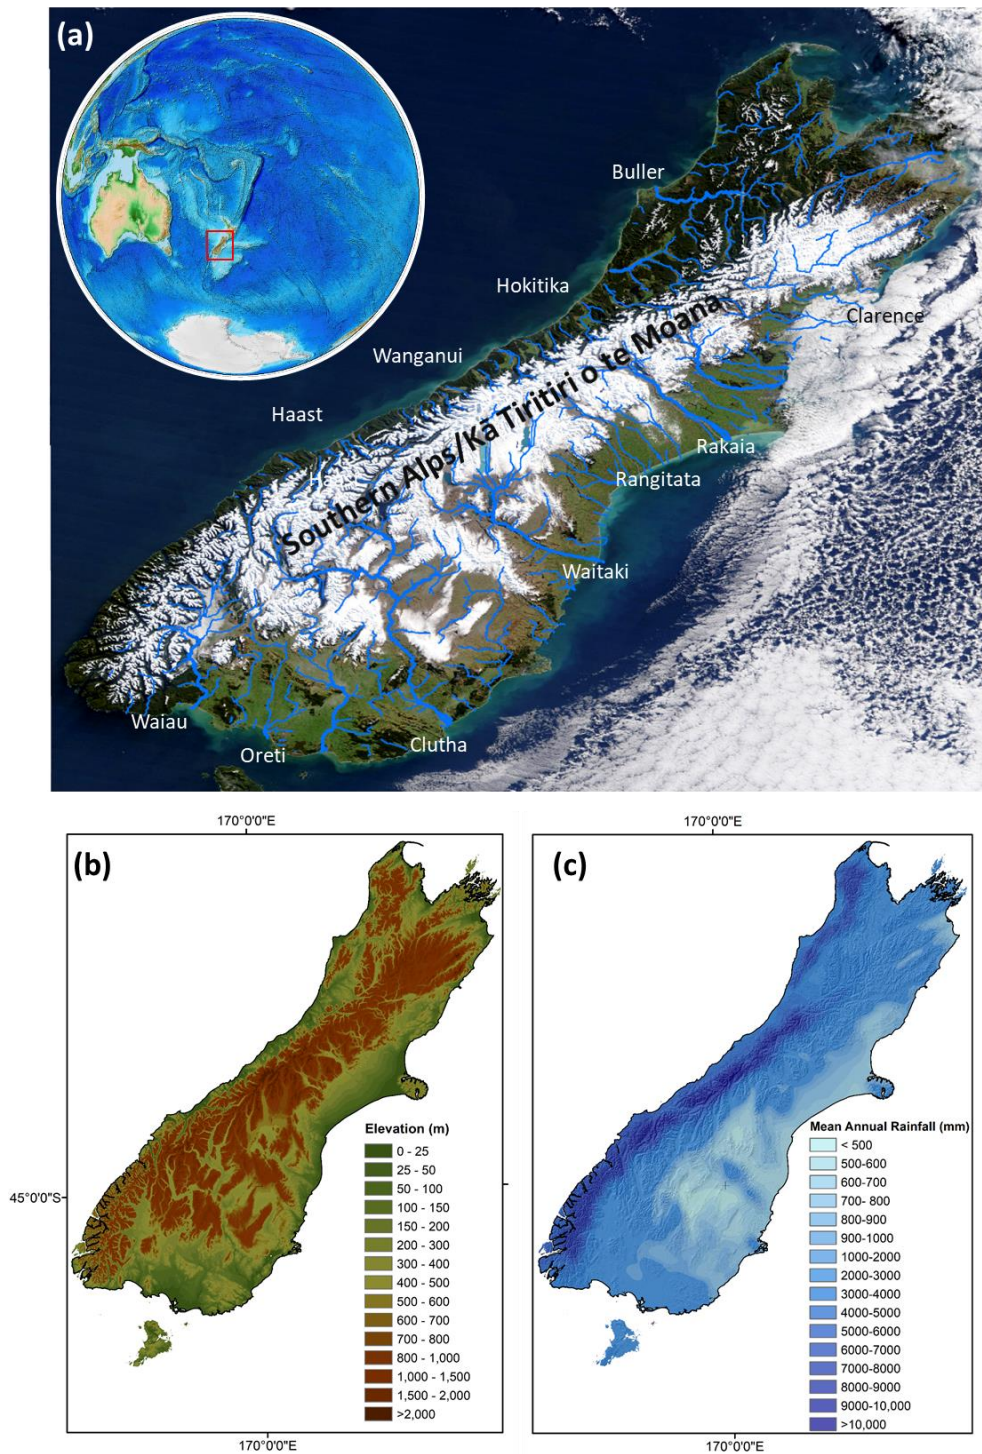 (a)
Buller
Hokitika
Clarence
Wanganui
Haast
Southern Alps/Kā Tiritiri o te Moana
Haast
Rakaia
Rangitata
Waitaki
Waiau
Oreti
Clutha
170°0'0"E
170°0'0"E
(b)
(c)
45°0'0"S
Elevation (m)
0 - 25
25 - 50
50 - 100
100 - 150
150 - 200
200 - 300
300 - 400
400 - 500
500 - 600
600 - 700
700 - 800
800 - 1,000
1,000 - 1,500
1,500 - 2,000
>2,000
Mean Annual Rainfall (mm)
< 500
500-600
600-700
700- 800
800-900
900-1000
1000-2000
2000-3000
3000-4000
4000-5000
5000-6000
6000-7000
7000-8000
8000-9000
9000-10,000
>10,000
170°0'0"E
170°0'0"E